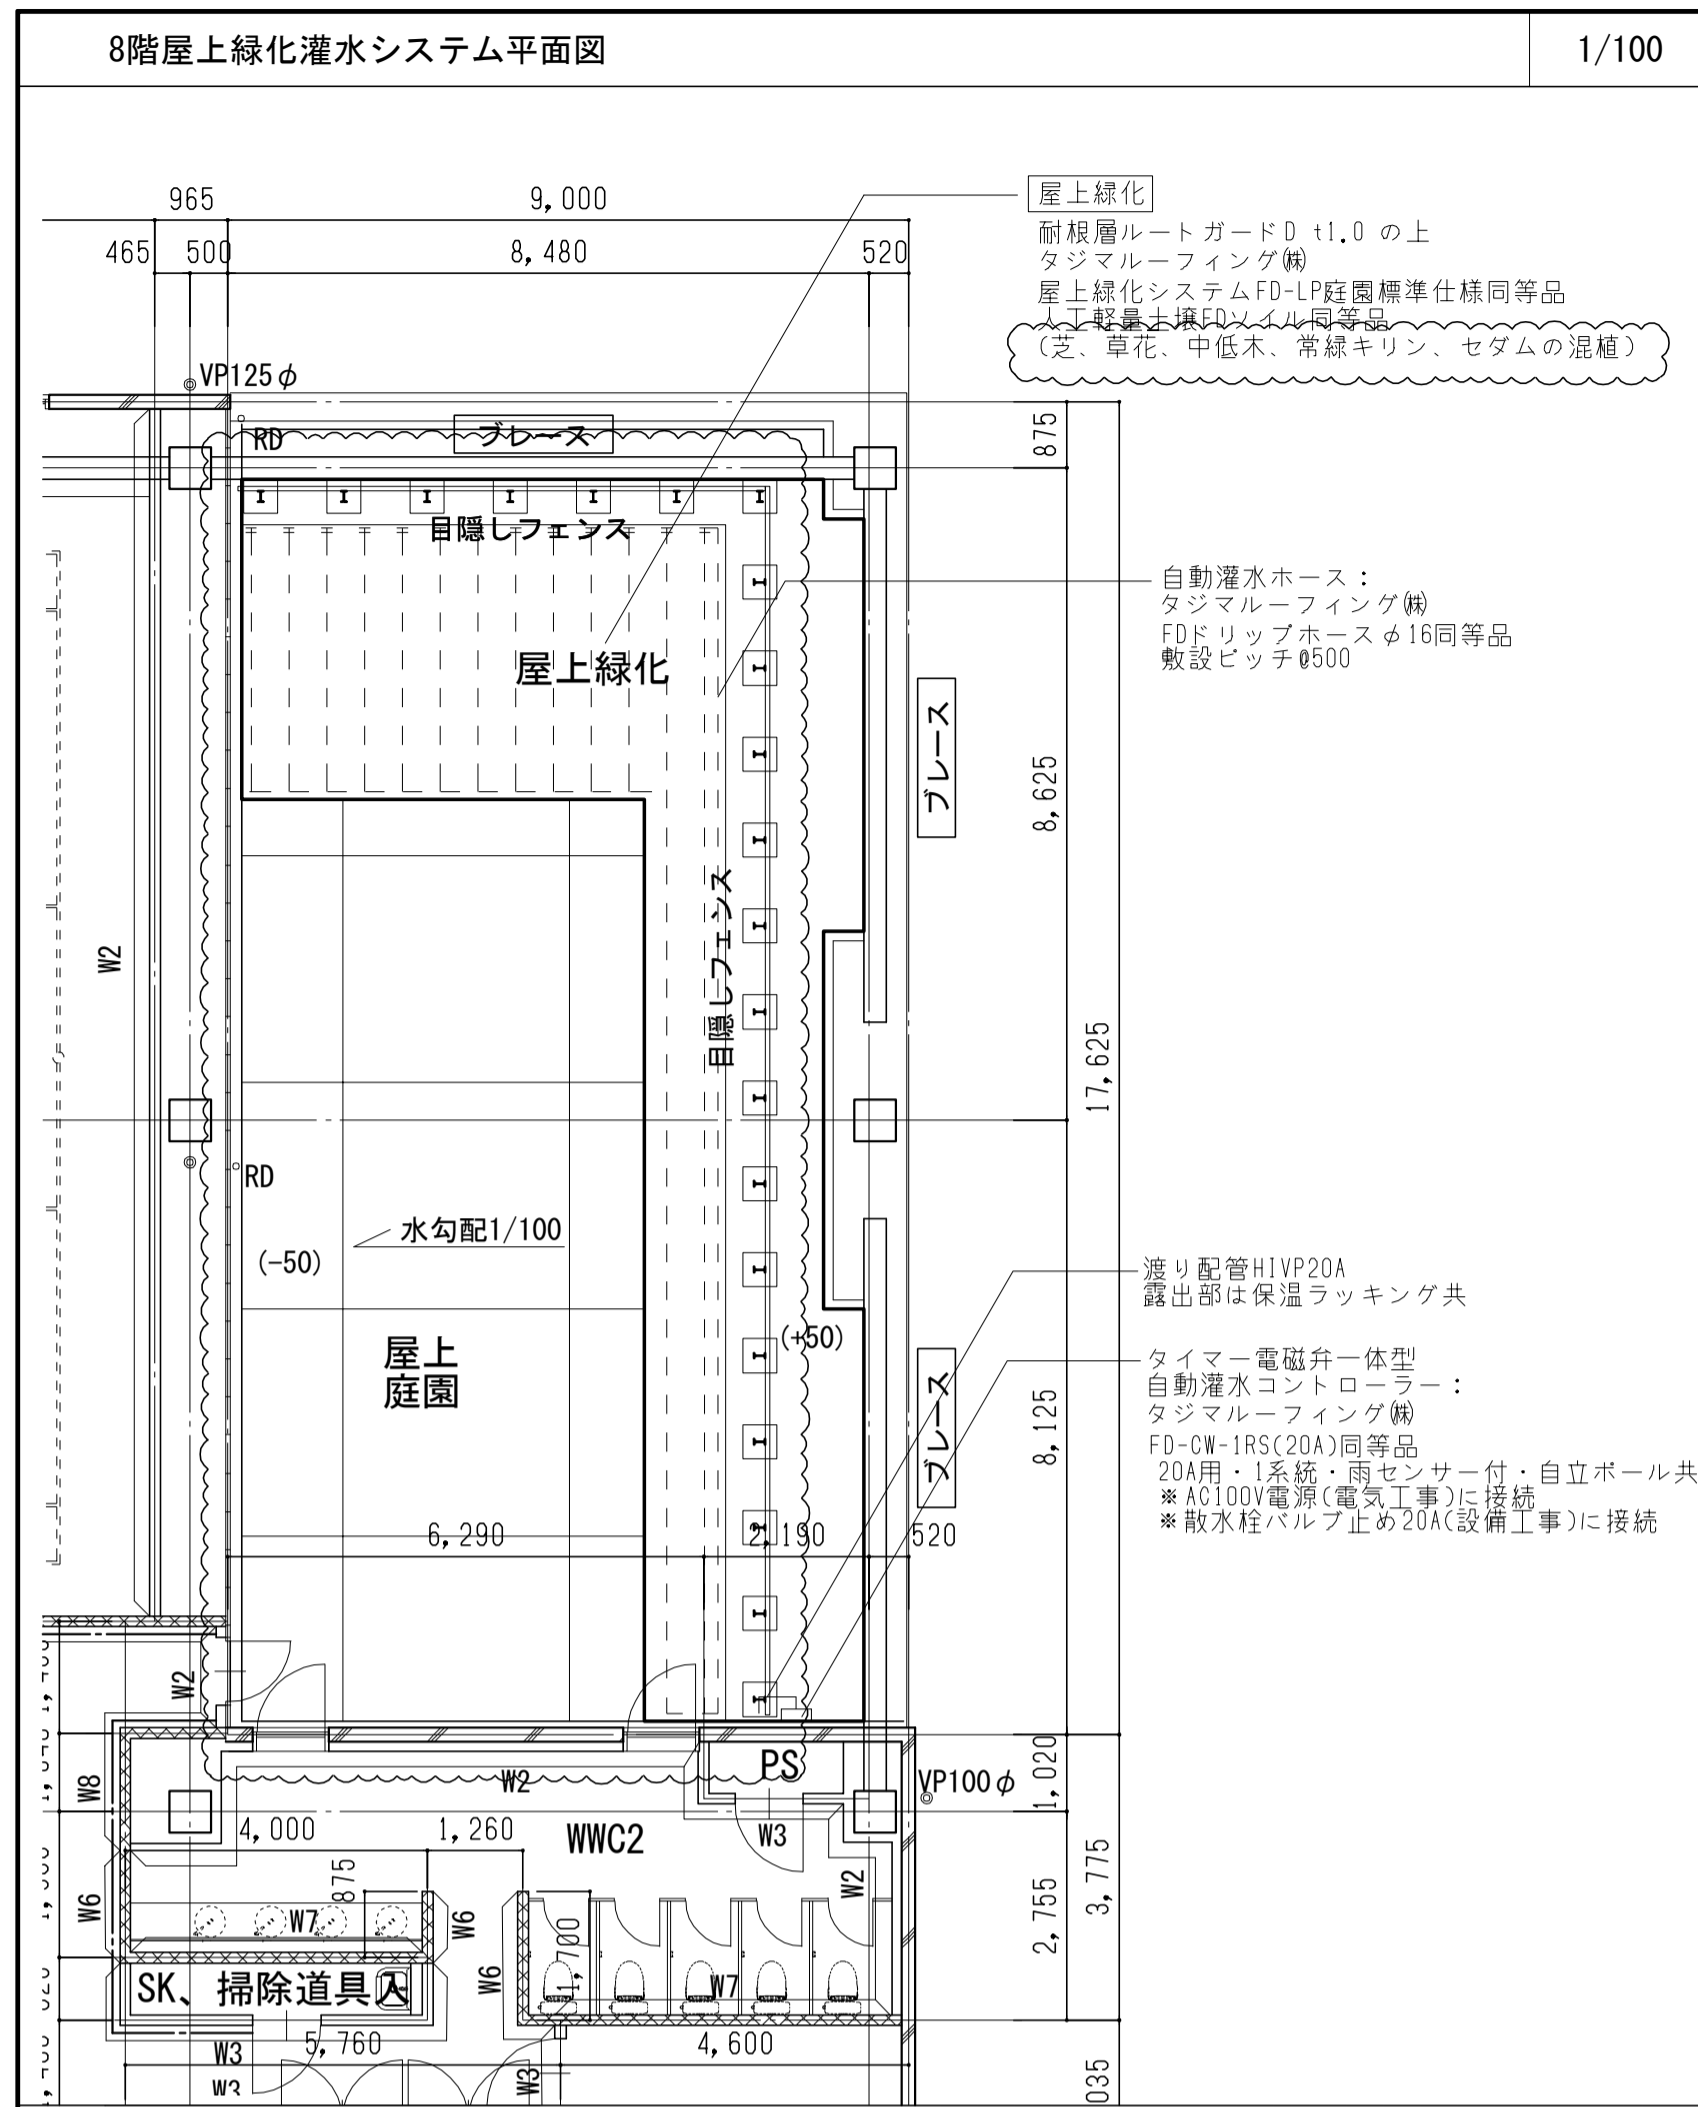 8階屋上緑化灌水システム平面図
1/100
965
9,000
465
500
8,480
520
屋上緑化
耐根層ルートガードD t1.0 の上
タジマルーフィング㈱
屋上緑化システムFD-LP庭園標準仕様同等品
人工軽量土壌FDソイル同等品
(芝、草花、中低木、常緑キリン、セダムの混植)
VP125φ
RD
ブレース
875
目隠しフェンス
自動灌水ホース：
タジマルーフィング㈱
FDドリップホースφ16同等品
敷設ピッチ@500
屋上緑化
ブレース
8,625
W2
目隠しフェンス
17,625
RD
水勾配1/100
(-50)
渡り配管HIVP20A
露出部は保温ラッキング共
(+50)
屋上
庭園
タイマー電磁弁一体型
自動灌水コントローラー：
タジマルーフィング㈱
FD-CW-1RS(20A)同等品
20A用・1系統・雨センサー付・自立ポール共
※AC100V電源(電気工事)に接続
※散水栓バルブ止め20A(設備工事)に接続
ブレース
8,125
6,290
2,190
520
W2
PS
W2
W8
VP100φ
1,020
4,000
1,260
WWC2
W3
875
W6
W7
W6
W2
1,700
2,755
3,775
W6
W7
SK、掃除道具入
5,760
4,600
W3
W3
W3
035